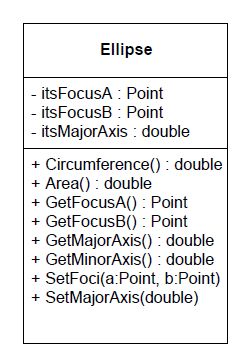 Ellipse
- itsFocusA : Point
- itsFocusB : Point
- itsMajorAxis : double
+ Circumference() : double
+ Area() : double
+ GetFocusA() : Point
+ GetFocusB() : Point
+ GetMajorAxis() : double
+ GetMinorAxis() : double
+ SetFoci(a:Point, b:Point)
+ SetMajorAxis(double)